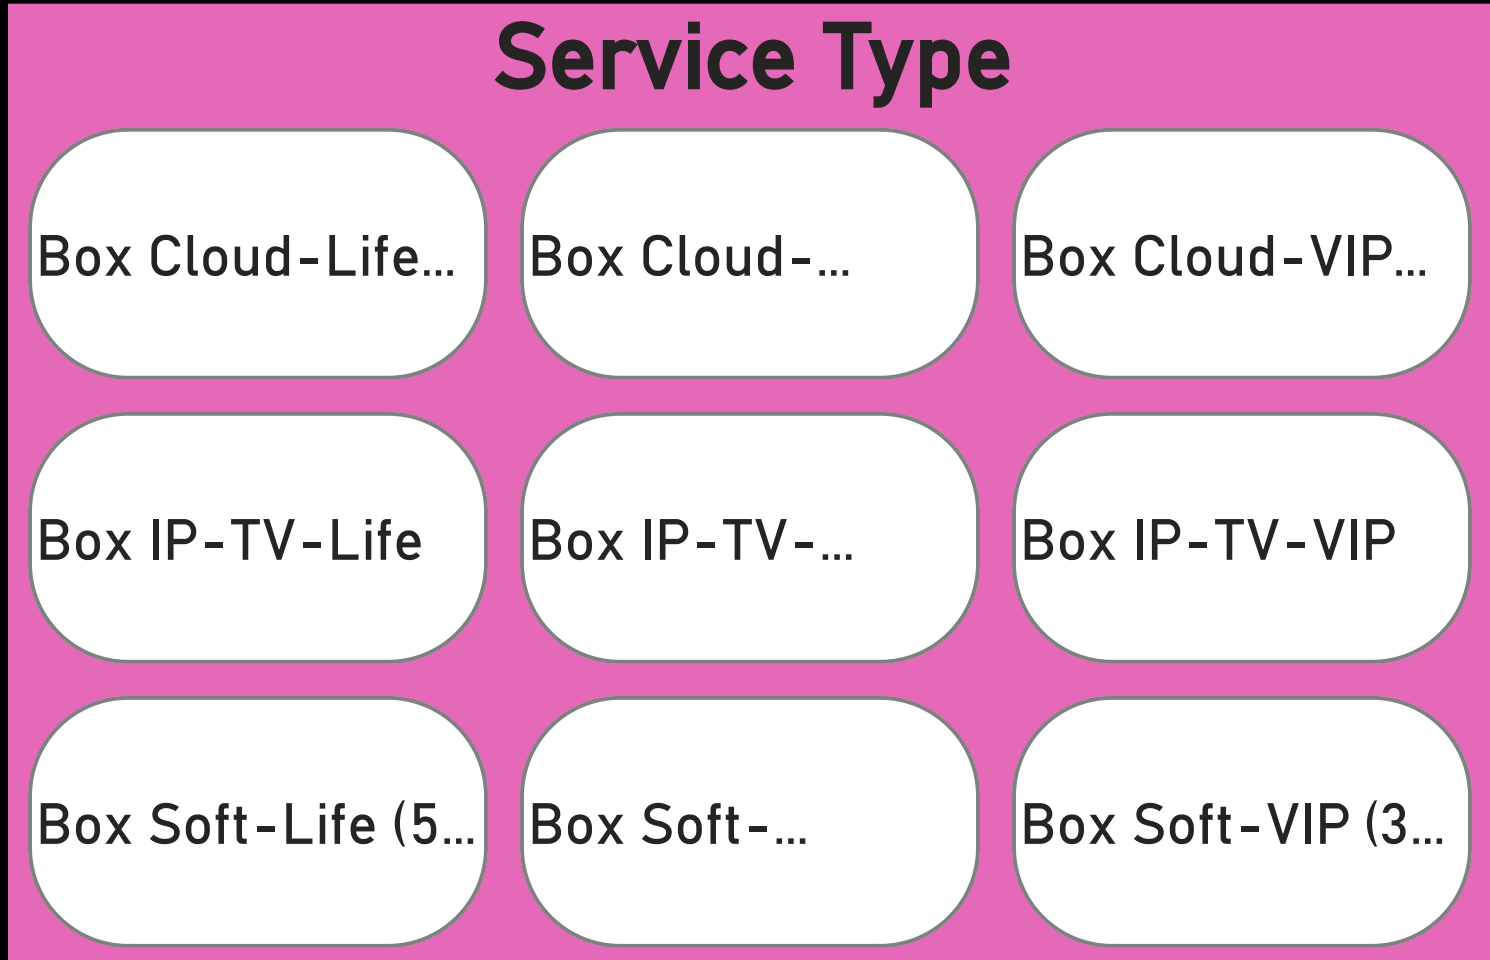 Service Type
Box Cloud-Life...
Box Cloud-...
Box Cloud-VIP...
Box IP-TV-Life
Box IP-TV-...
Box IP-TV-VIP
Box Soft-Life (5...
Box Soft-...
Box Soft-VIP (3...